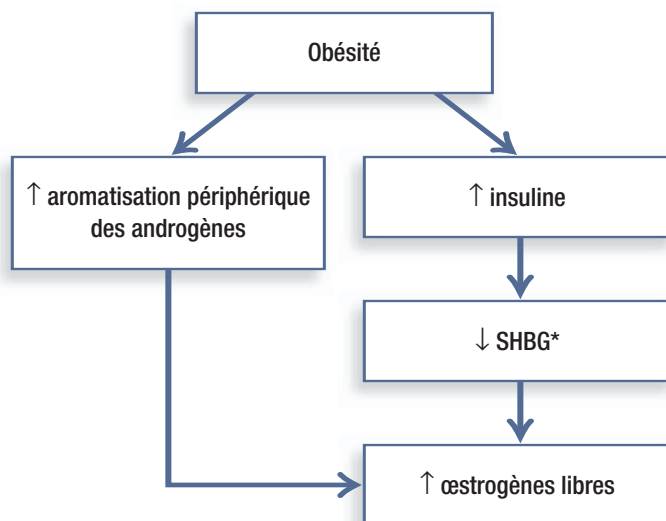 Obésité
↑ aromatisation périphérique
des androgènes
↑ insuline
↓ SHBG*
↑ œstrogènes libres